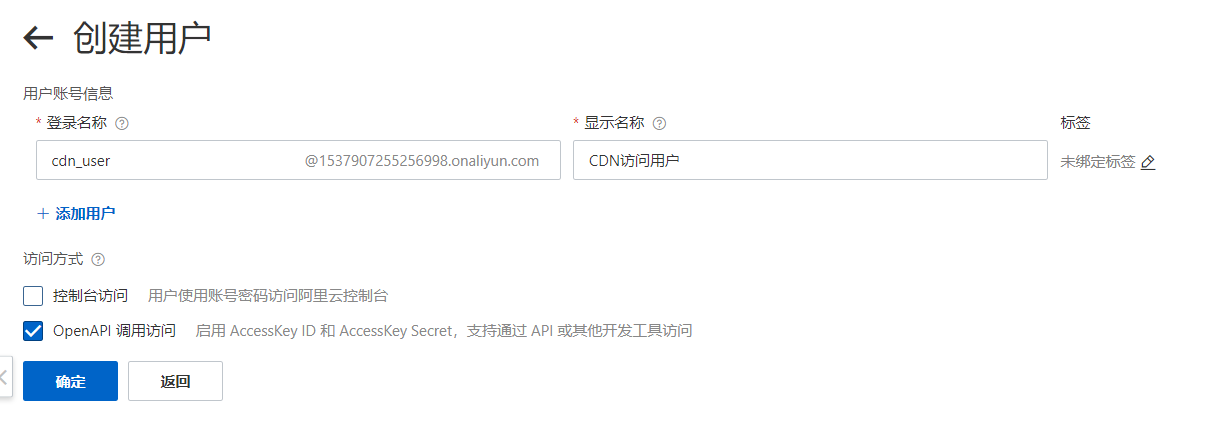 创建用户
用户账号信息
* 登录名称 * 显示名称 标签
cdn_user @1537907255256998.onaliyun.com CDN访问用户 未绑定标签
+ 添加用户
访问方式
控制台访问 用户使用账号密码访问阿里云控制台
OpenAPI 调用访问 启用 AccessKey ID 和 AccessKey Secret，支持通过 API 或其他开发工具访问
确定 返回